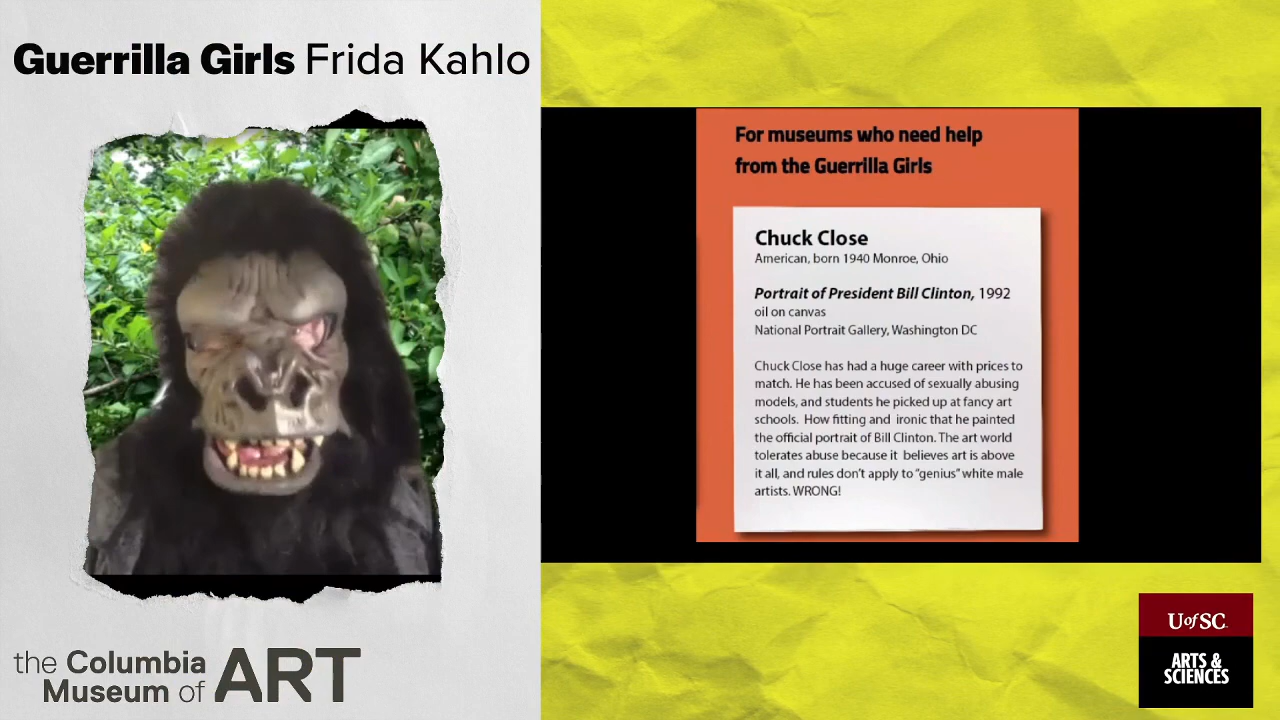 Guerrilla Girls Frida Kahlo
the Columbia
Museum of ART
For museums who need help
from the Guerrilla Girls
Chuck Close
American, born 1940 Monroe, Ohio
Portrait of President Bill Clinton, 1992
oil on canvas
National Portrait Gallery, Washington DC
Chuck Close has had a huge career with prices to
match. He has been accused of sexually abusing
models, and students he picked up at fancy art
schools. How fitting and ironic that he painted
the official portrait of Bill Clinton. The art world
tolerates abuse because it believes art is above
it all, and rules don't apply to "genius" white male
artists. WRONG!
U of SC
ARTS &
SCIENCES